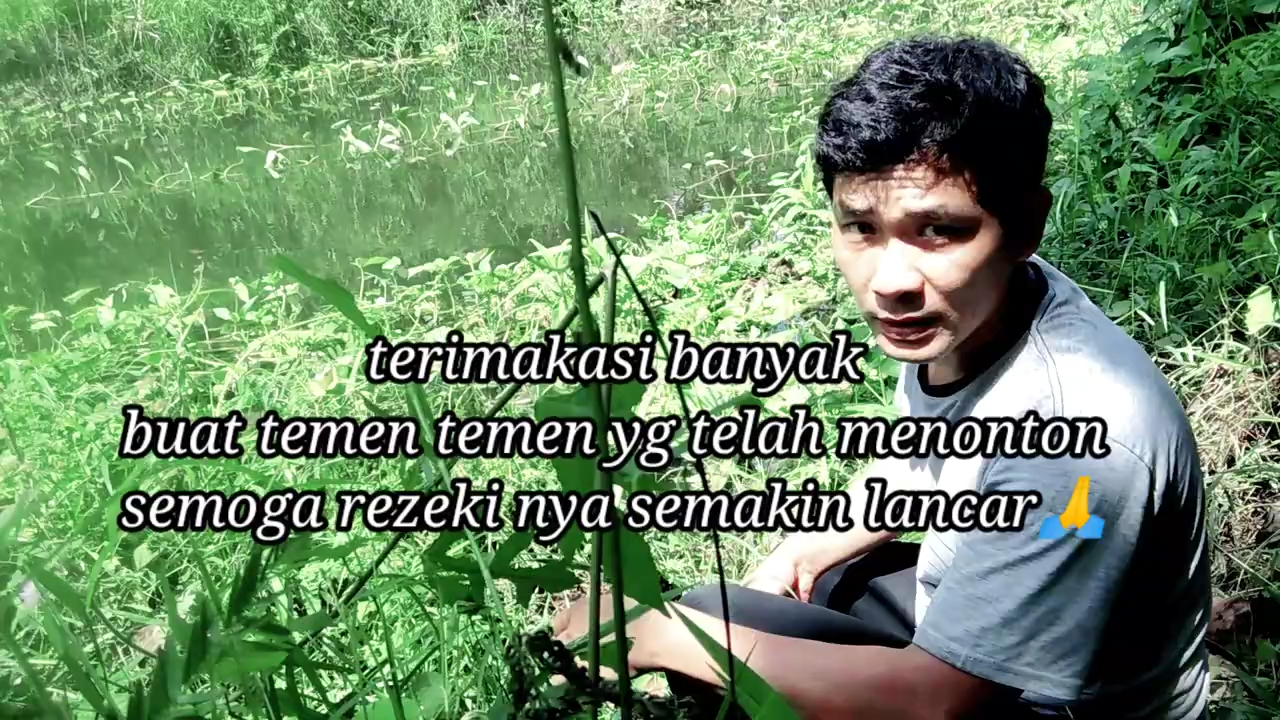 terimakasi banyak
buat temen temen yg telah menonton
semoga rezeki nya semakin lancar🙏